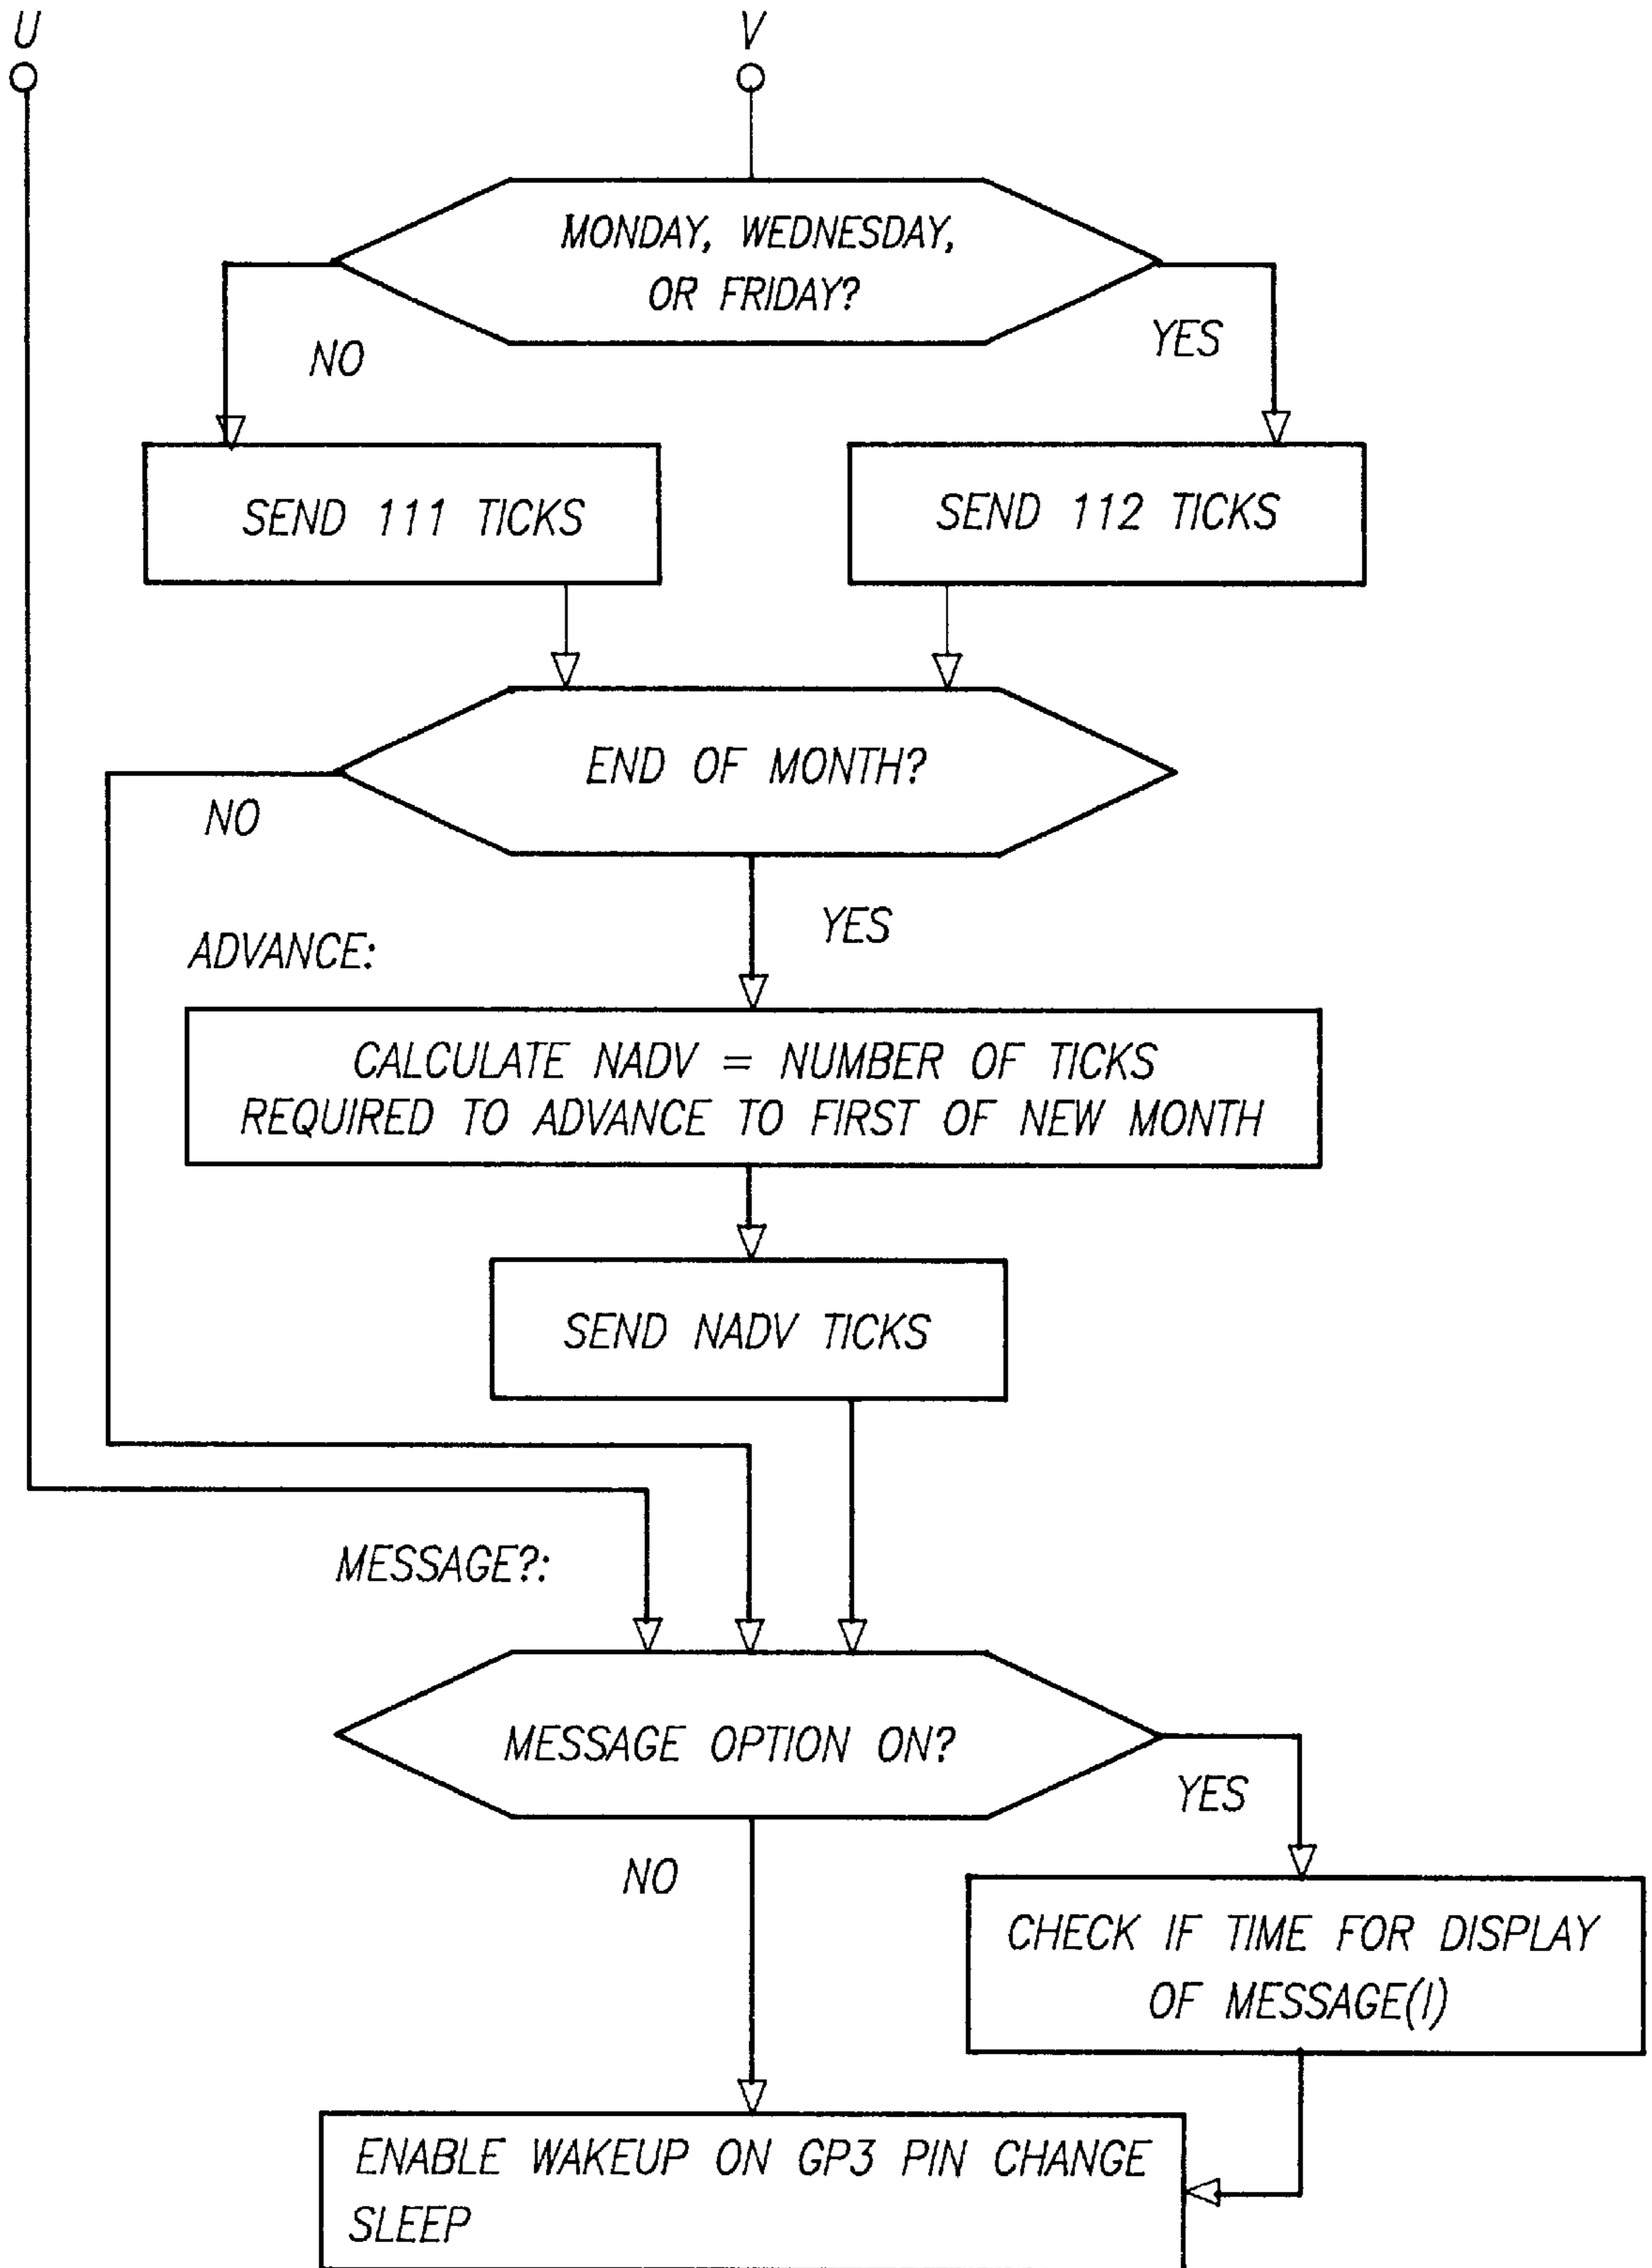 U
V
MONDAY, WEDNESDAY,
OR FRIDAY?
NO
YES
SEND 111 TICKS
SEND 112 TICKS
END OF MONTH?
NO
YES
ADVANCE:
CALCULATE NADV = NUMBER OF TICKS
REQUIRED TO ADVANCE TO FIRST OF NEW MONTH
SEND NADV TICKS
MESSAGE?:
MESSAGE OPTION ON?
YES
NO
CHECK IF TIME FOR DISPLAY
OF MESSAGE(I)
ENABLE WAKEUP ON GP3 PIN CHANGE
SLEEP